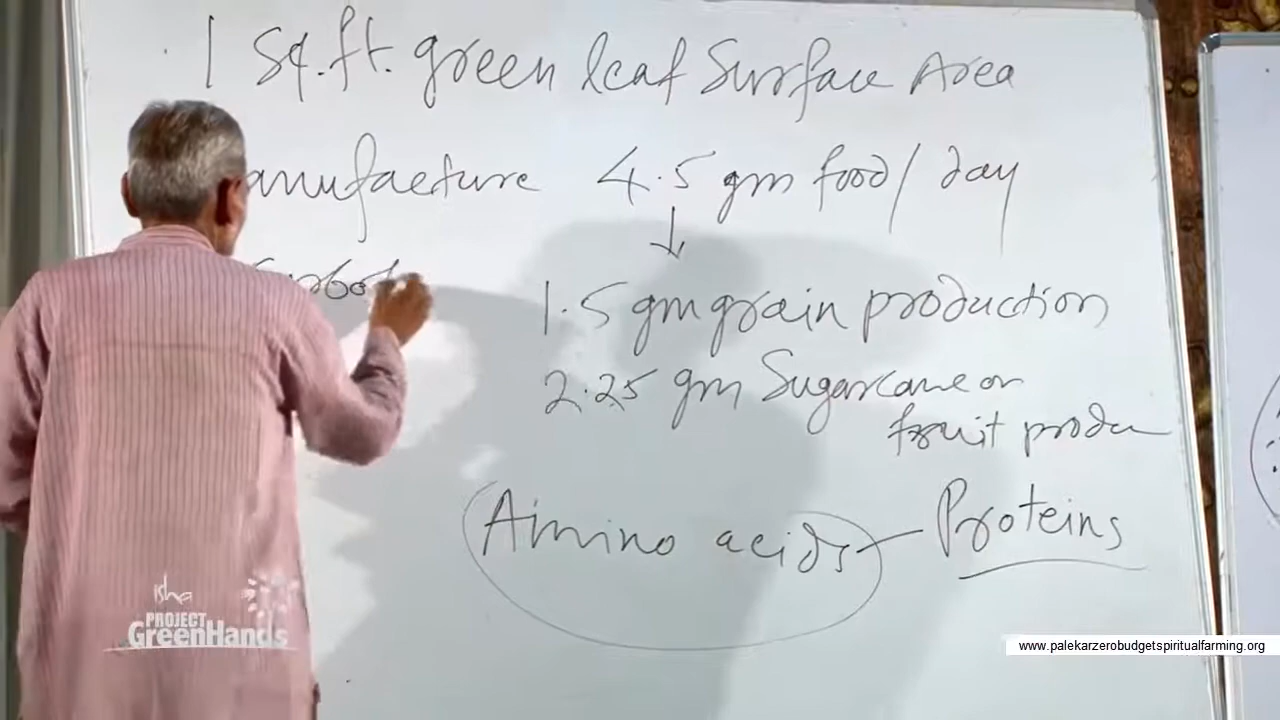 1 Sq.ft. green leaf Surface Area
anufacture 4.5 gm food/day
↓
1.5 gm grain production
2.25 gm Sugarcane or
fruit produ
Amino acids — Proteins
isha
PROJECT
GreenHands
www.palekarzerobudgetspiritualfarming.org